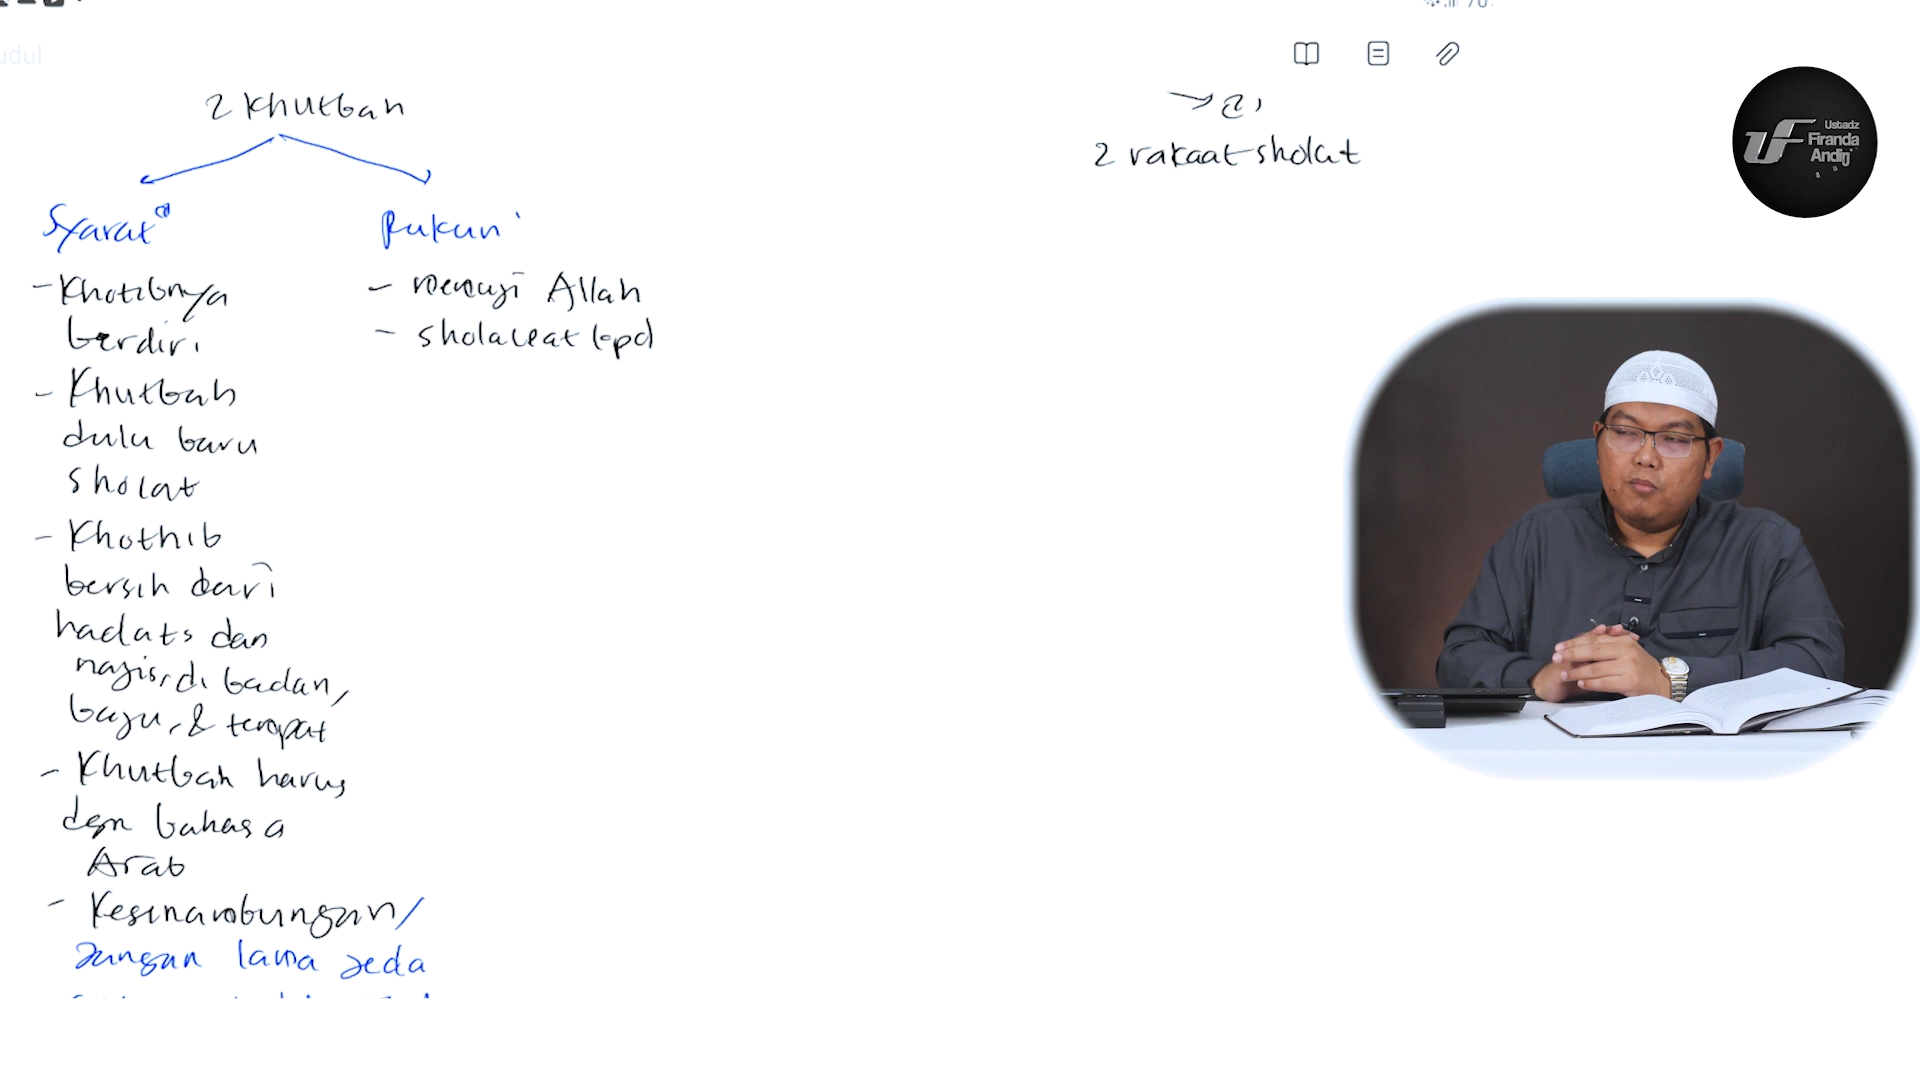 udul
2 Khutbah
Syarat²
- Khotibnya
berdiri
- Khutbah
dulu baru
sholat
- Khothib
bersih dari
hadats dan
najis, di badan,
baju, & tempat
- Khutbah harus
dgn bahasa
Arab
- Kesinambungan/
Jangan lama jeda
Rukun
- memuji Allah
- sholawat kpd
2 rakaat sholat
Ustadz
Firanda
Andirja